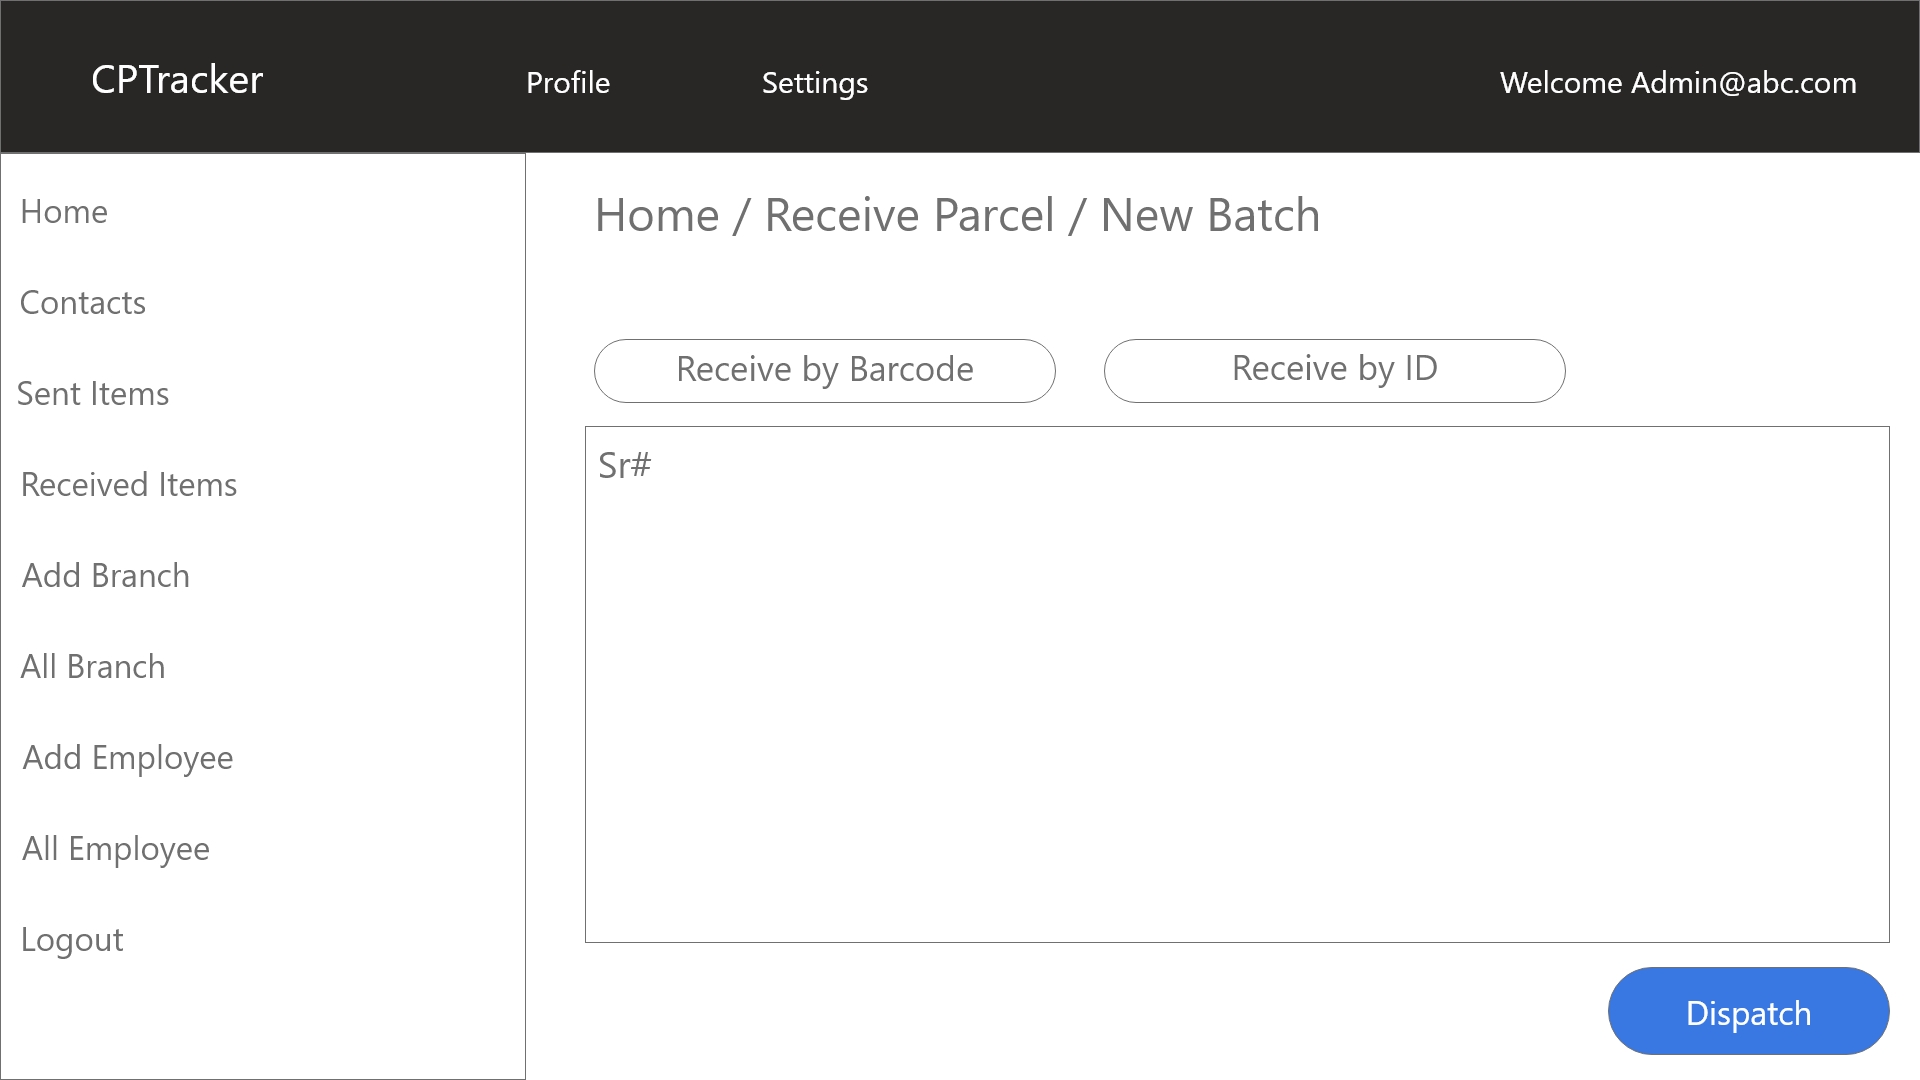 CPTracker
Profile
Settings
Welcome Admin@abc.com
Home
Contacts
Sent Items
Received Items
Add Branch
All Branch
Add Employee
All Employee
Logout
Home / Receive Parcel / New Batch
Receive by Barcode
Receive by ID
Sr#
Dispatch